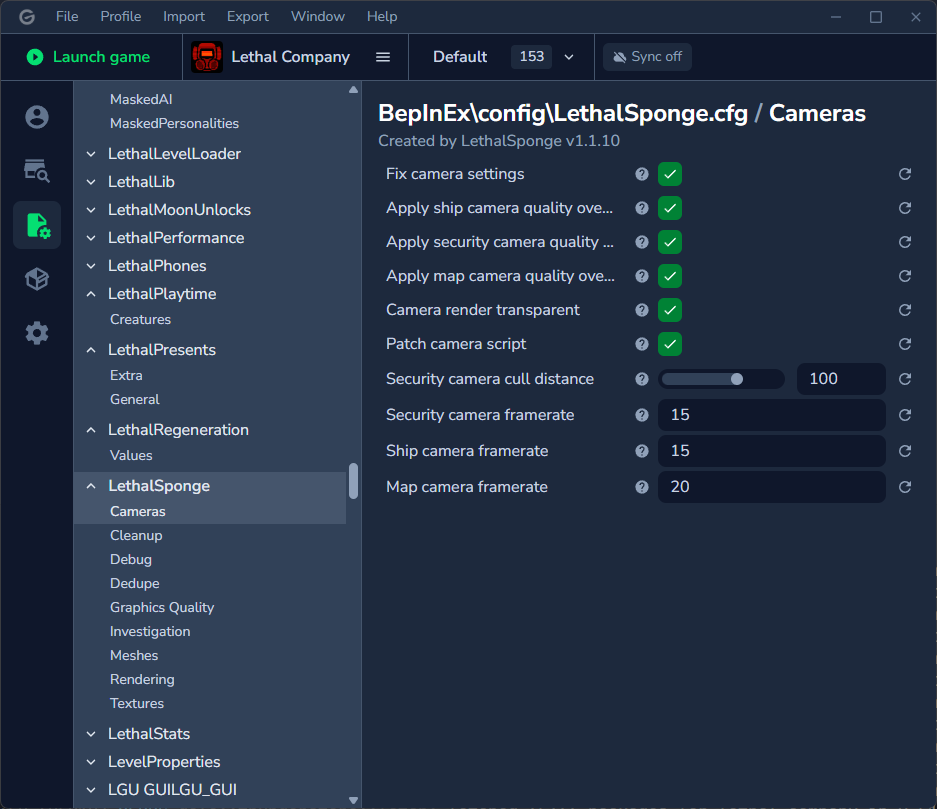 File Profile Import Export Window Help
Launch game Lethal Company Default 153 Sync off
MaskedAI
MaskedPersonalities
LethalLevelLoader
LethalLib
LethalMoonUnlocks
LethalPerformance
LethalPhones
LethalPlaytime
Creatures
LethalPresents
Extra
General
LethalRegeneration
Values
LethalSponge
Cameras
Cleanup
Debug
Dedupe
Graphics Quality
Investigation
Meshes
Rendering
Textures
LethalStats
LevelProperties
LGU GUILGU_GUI
BepInEx\config\LethalSponge.cfg / Cameras
Created by LethalSponge v1.1.10
Fix camera settings
Apply ship camera quality ove...
Apply security camera quality ...
Apply map camera quality ove...
Camera render transparent
Patch camera script
Security camera cull distance 100
Security camera framerate 15
Ship camera framerate 15
Map camera framerate 20